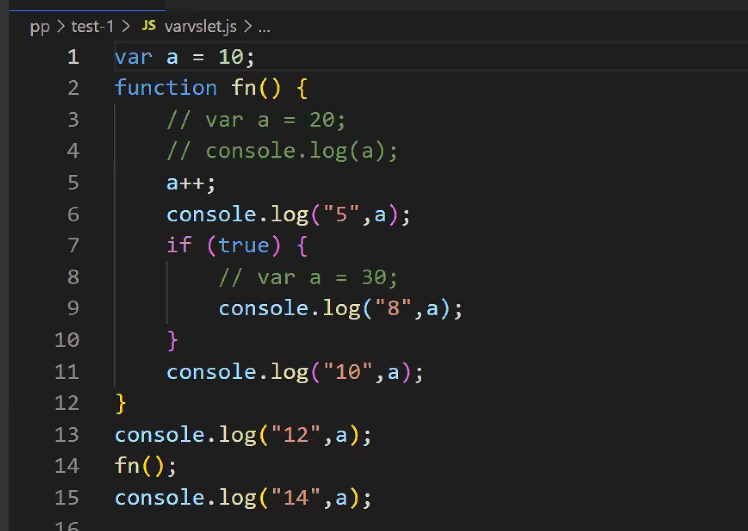 pp > test-1 > JS varvslet.js > ...
1 var a = 10;
2 function fn() {
3     // var a = 20;
4     // console.log(a);
5     a++;
6     console.log("5",a);
7     if (true) {
8         // var a = 30;
9         console.log("8",a);
10     }
11     console.log("10",a);
12 }
13 console.log("12",a);
14 fn();
15 console.log("14",a);
16